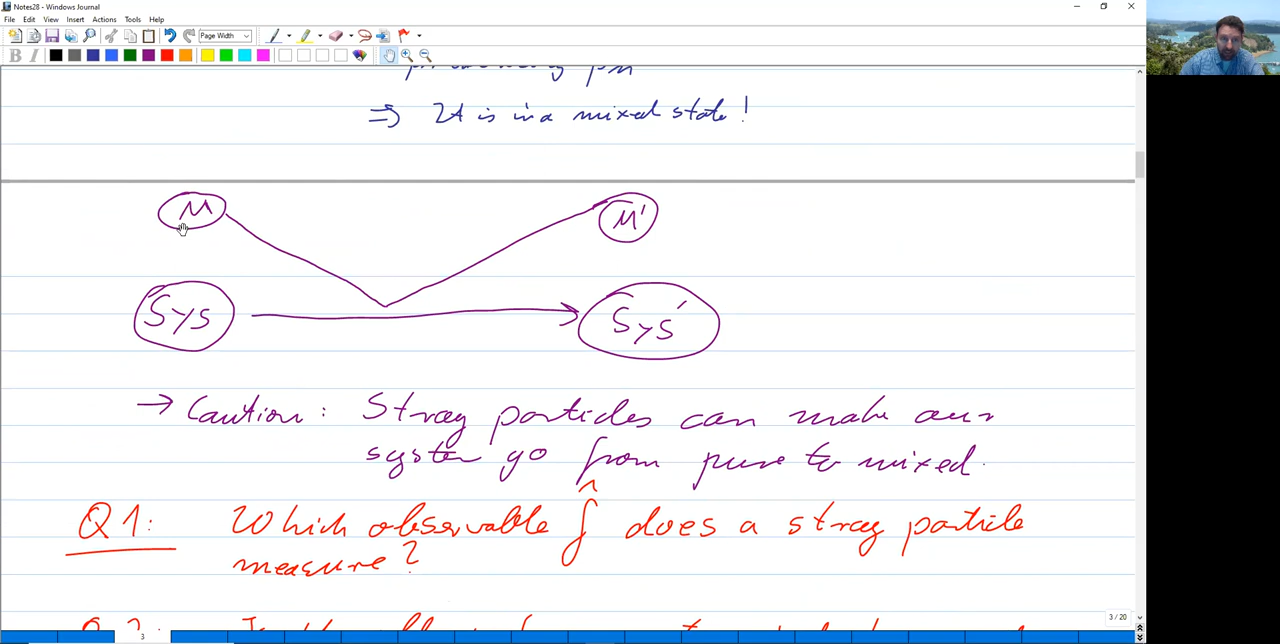 Notes28 - Windows Journal
File Edit View Insert Actions Tools Help
Page Width
B I
⇒ It is in a mixed state!
M M'
Sys Sys'
→ Caution: Stray particles can make our
system go from pure to mixed.
Q1: Which observable f̂ does a stray particle
measure?
3 / 20
3